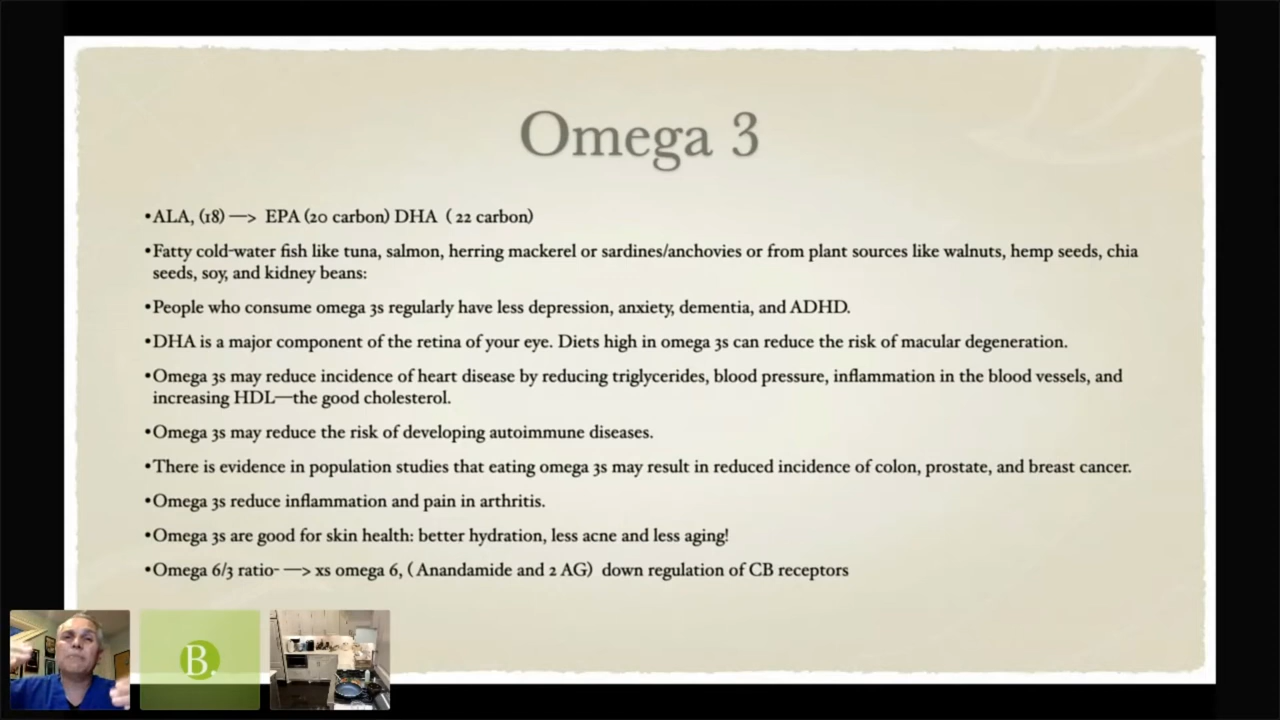 Omega 3
•ALA, (18) —> EPA (20 carbon) DHA ( 22 carbon)
•Fatty cold-water fish like tuna, salmon, herring mackerel or sardines/anchovies or from plant sources like walnuts, hemp seeds, chia
seeds, soy, and kidney beans:
•People who consume omega 3s regularly have less depression, anxiety, dementia, and ADHD.
•DHA is a major component of the retina of your eye. Diets high in omega 3s can reduce the risk of macular degeneration.
•Omega 3s may reduce incidence of heart disease by reducing triglycerides, blood pressure, inflammation in the blood vessels, and
increasing HDL—the good cholesterol.
•Omega 3s may reduce the risk of developing autoimmune diseases.
•There is evidence in population studies that eating omega 3s may result in reduced incidence of colon, prostate, and breast cancer.
•Omega 3s reduce inflammation and pain in arthritis.
•Omega 3s are good for skin health: better hydration, less acne and less aging!
•Omega 6/3 ratio- —> xs omega 6, ( Anandamide and 2 AG) down regulation of CB receptors
B.